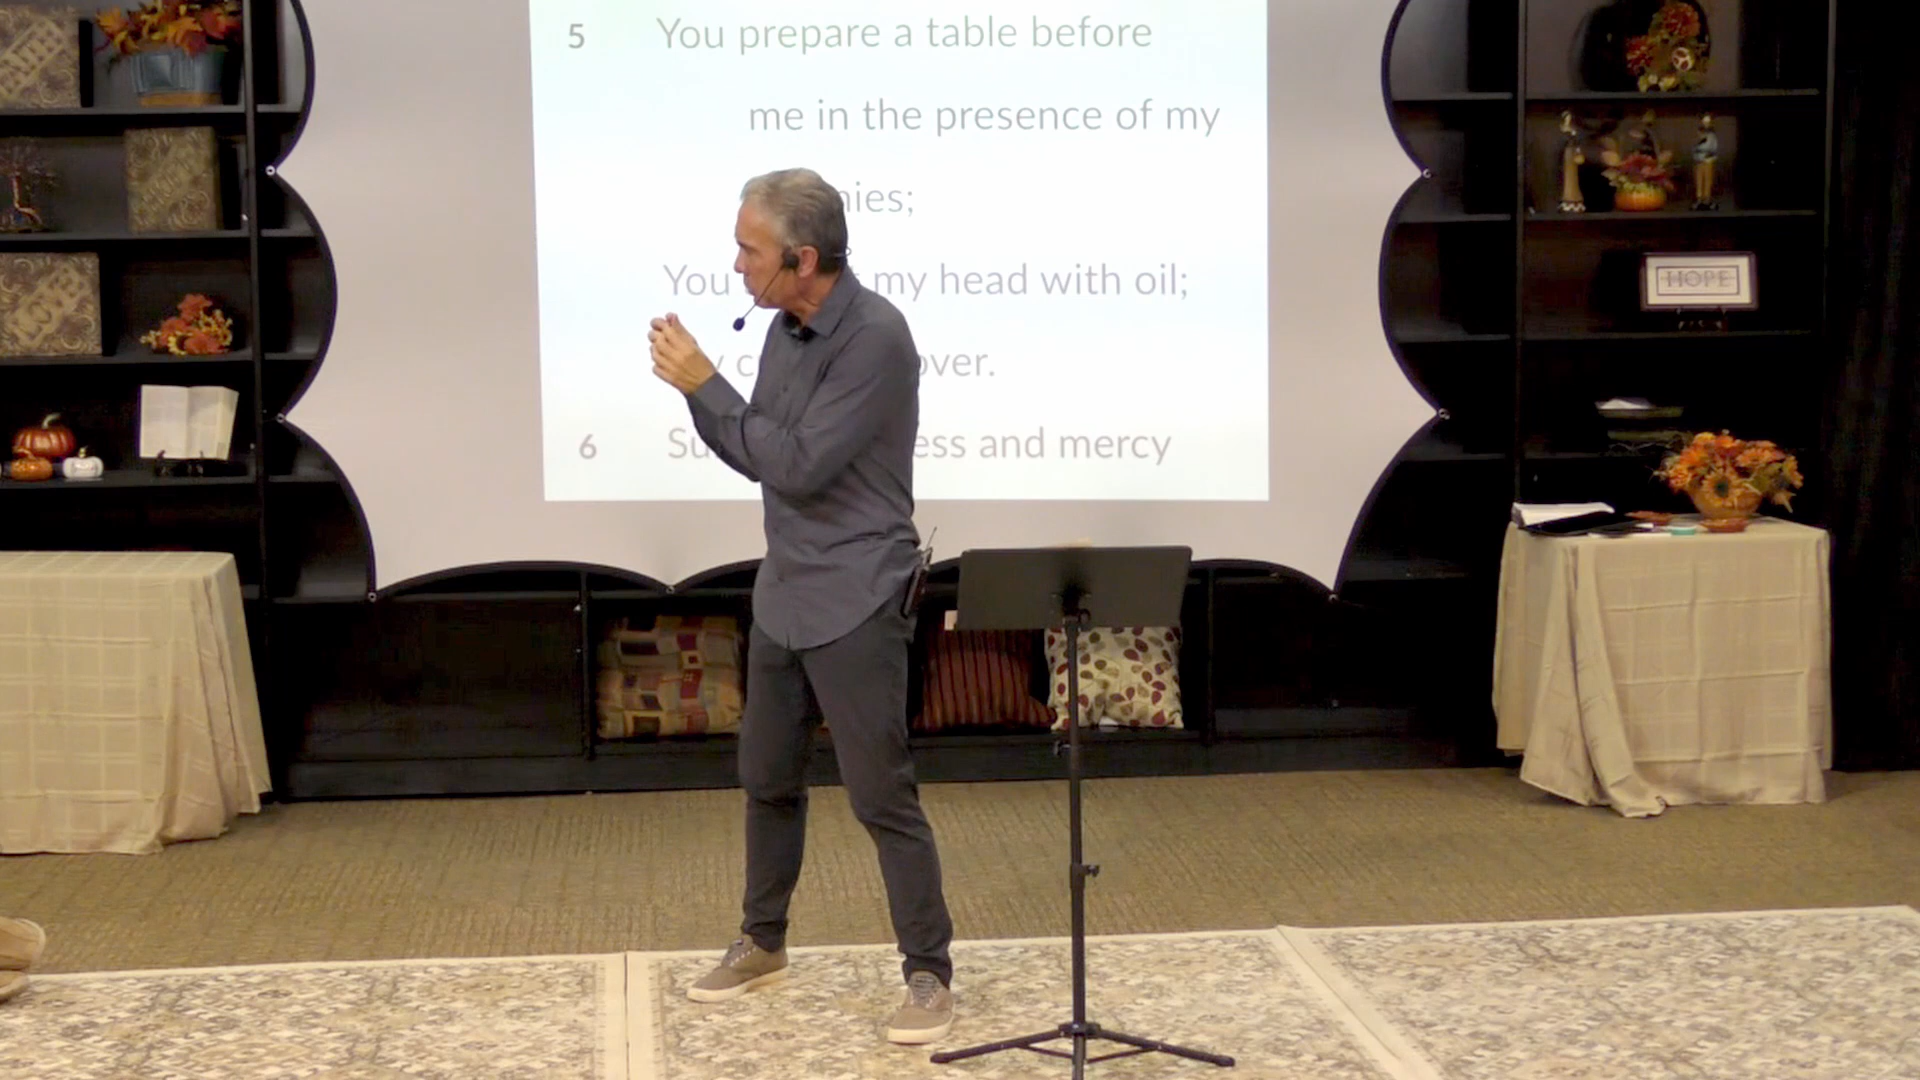 FAITH
5 You prepare a table before
me in the presence of my
nies;
You my head with oil;
over.
6 ess and mercy
HOPE